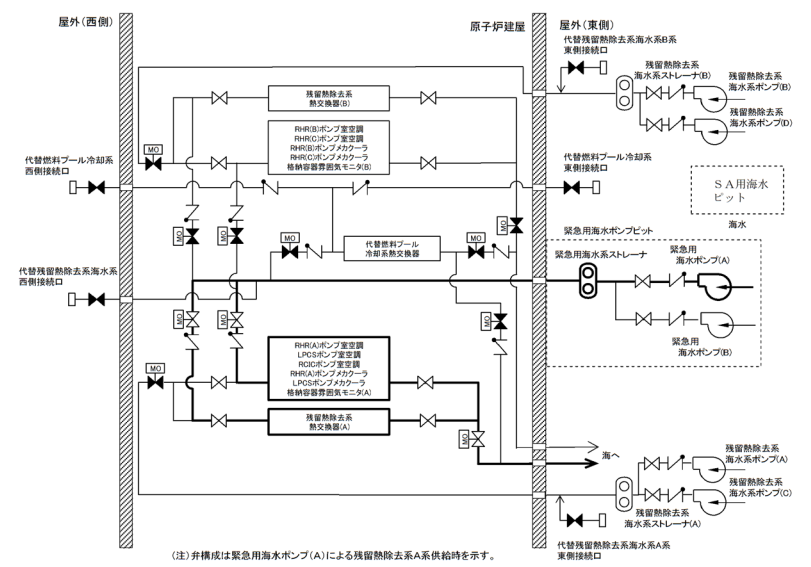 屋外(西側)
原子炉建屋
屋外(東側)
代替残留熱除去系海水系B系
東側接続口
残留熱除去系
海水系ストレーナ(B)
残留熱除去系
海水系ポンプ(B)
残留熱除去系
海水系ポンプ(D)
残留熱除去系
熱交換器(B)
RHR(B)ポンプ室空調
RHR(C)ポンプ室空調
RHR(B)ポンプメカクーラ
RHR(C)ポンプメカクーラ
格納容器雰囲気モニタ(B)
MO
代替燃料プール冷却系
西側接続口
代替燃料プール冷却系
東側接続口
SA用海水
ピット
海水
MO
MO
MO
代替燃料プール
冷却系熱交換器
MO
MO
緊急用海水ポンプピット
緊急用海水系ストレーナ
緊急用
海水ポンプ(A)
代替残留熱除去系海水系
西側接続口
MO
MO
MO
緊急用
海水ポンプ(B)
RHR(A)ポンプ室空調
LPCSポンプ室空調
RCICポンプ室空調
RHR(A)ポンプメカクーラ
LPCSポンプメカクーラ
格納容器雰囲気モニタ(A)
MO
残留熱除去系
熱交換器(A)
MO
海へ
残留熱除去系
海水系ポンプ(A)
残留熱除去系
海水系ポンプ(C)
残留熱除去系
海水系ストレーナ(A)
代替残留熱除去系海水系A系
東側接続口
(注)弁構成は緊急用海水ポンプ(A)による残留熱除去系A系供給時を示す。